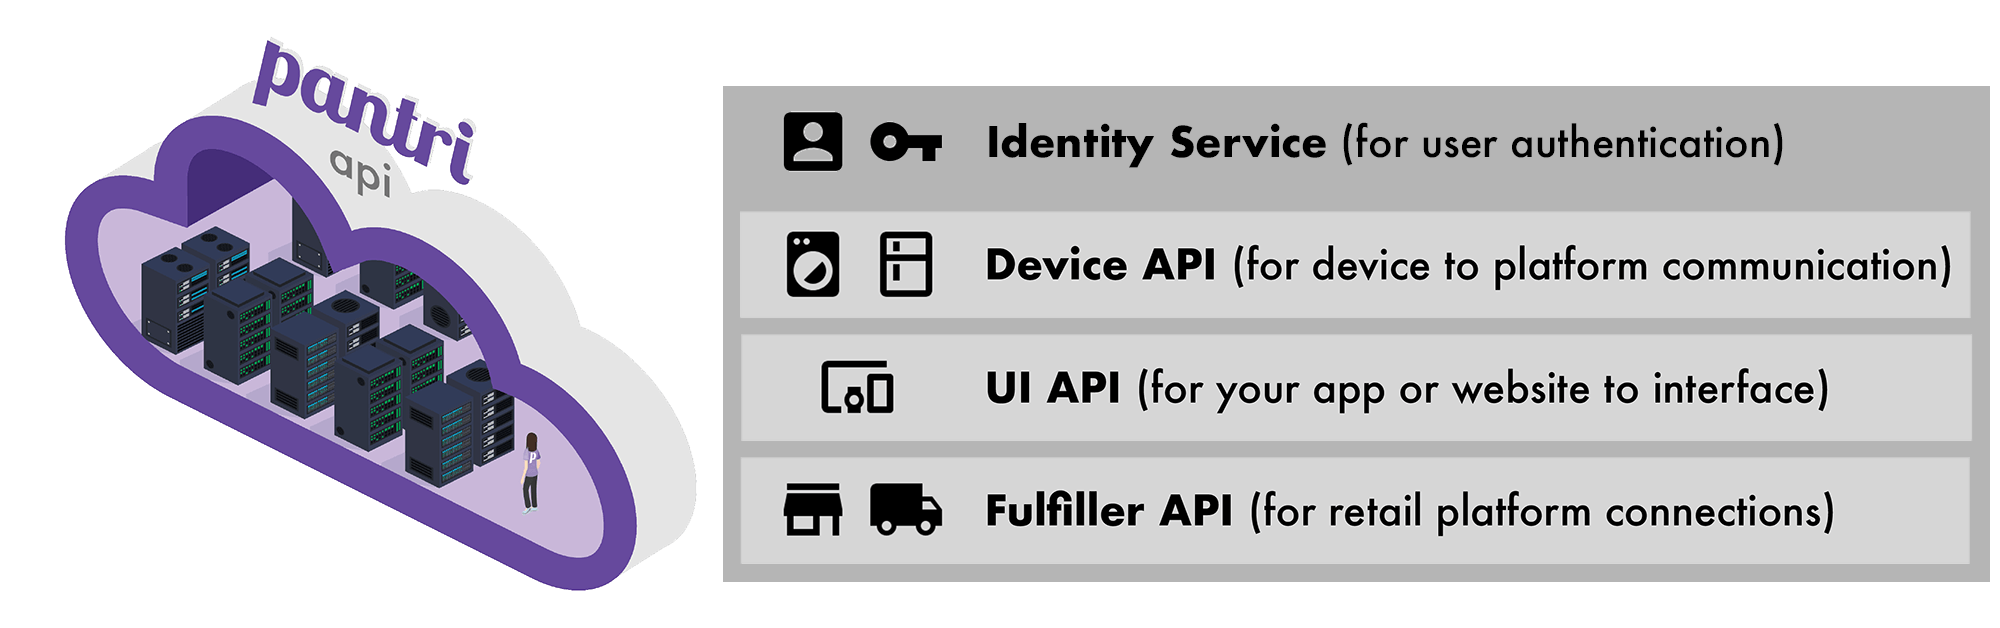 pantri
api
Identity Service (for user authentication)
Device API (for device to platform communication)
UI API (for your app or website to interface)
Fulfiller API (for retail platform connections)
P